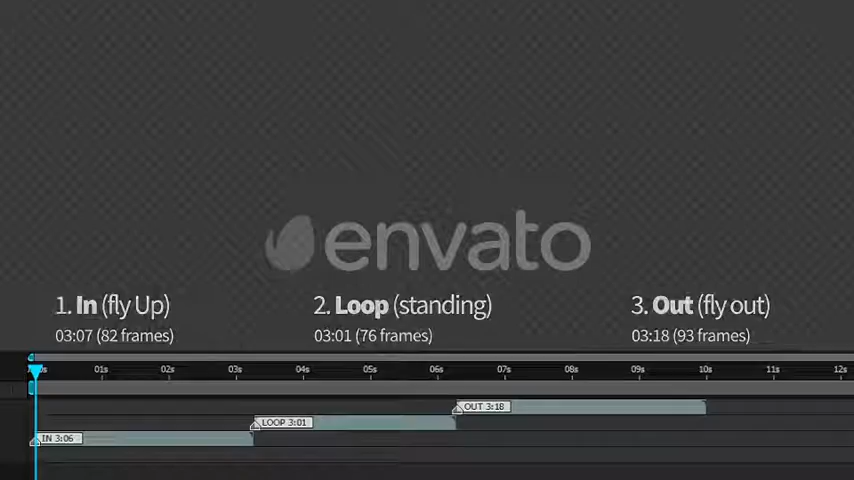 envato
1. In (fly Up)
2. Loop (standing)
3. Out (fly out)
03:07 (82 frames)
03:01 (76 frames)
03:18 (93 frames)
01s 02s 03s 04s 05s 06s 07s 08s 09s 10s 11s 12s
OUT 3:18
LOOP 3:01
IN 3:06